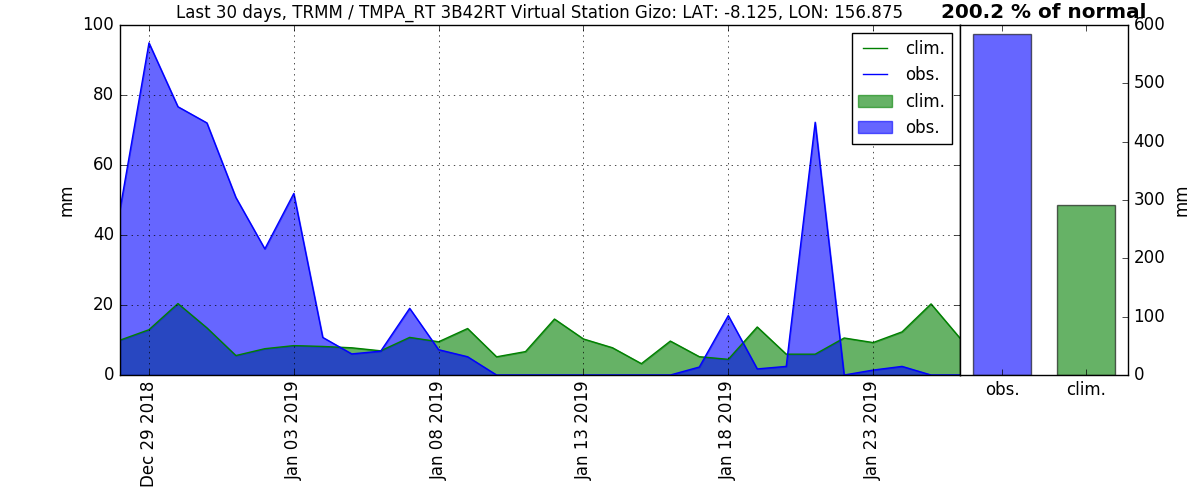 Last 30 days, TRMM / TMPA_RT 3B42RT Virtual Station Gizo: LAT: -8.125, LON: 156.875
200.2 % of normal
100
80
60
40
20
0
mm
clim.
obs.
clim.
obs.
600
500
400
300
200
100
0
mm
obs.
clim.
Dec 29 2018
Jan 03 2019
Jan 08 2019
Jan 13 2019
Jan 18 2019
Jan 23 2019